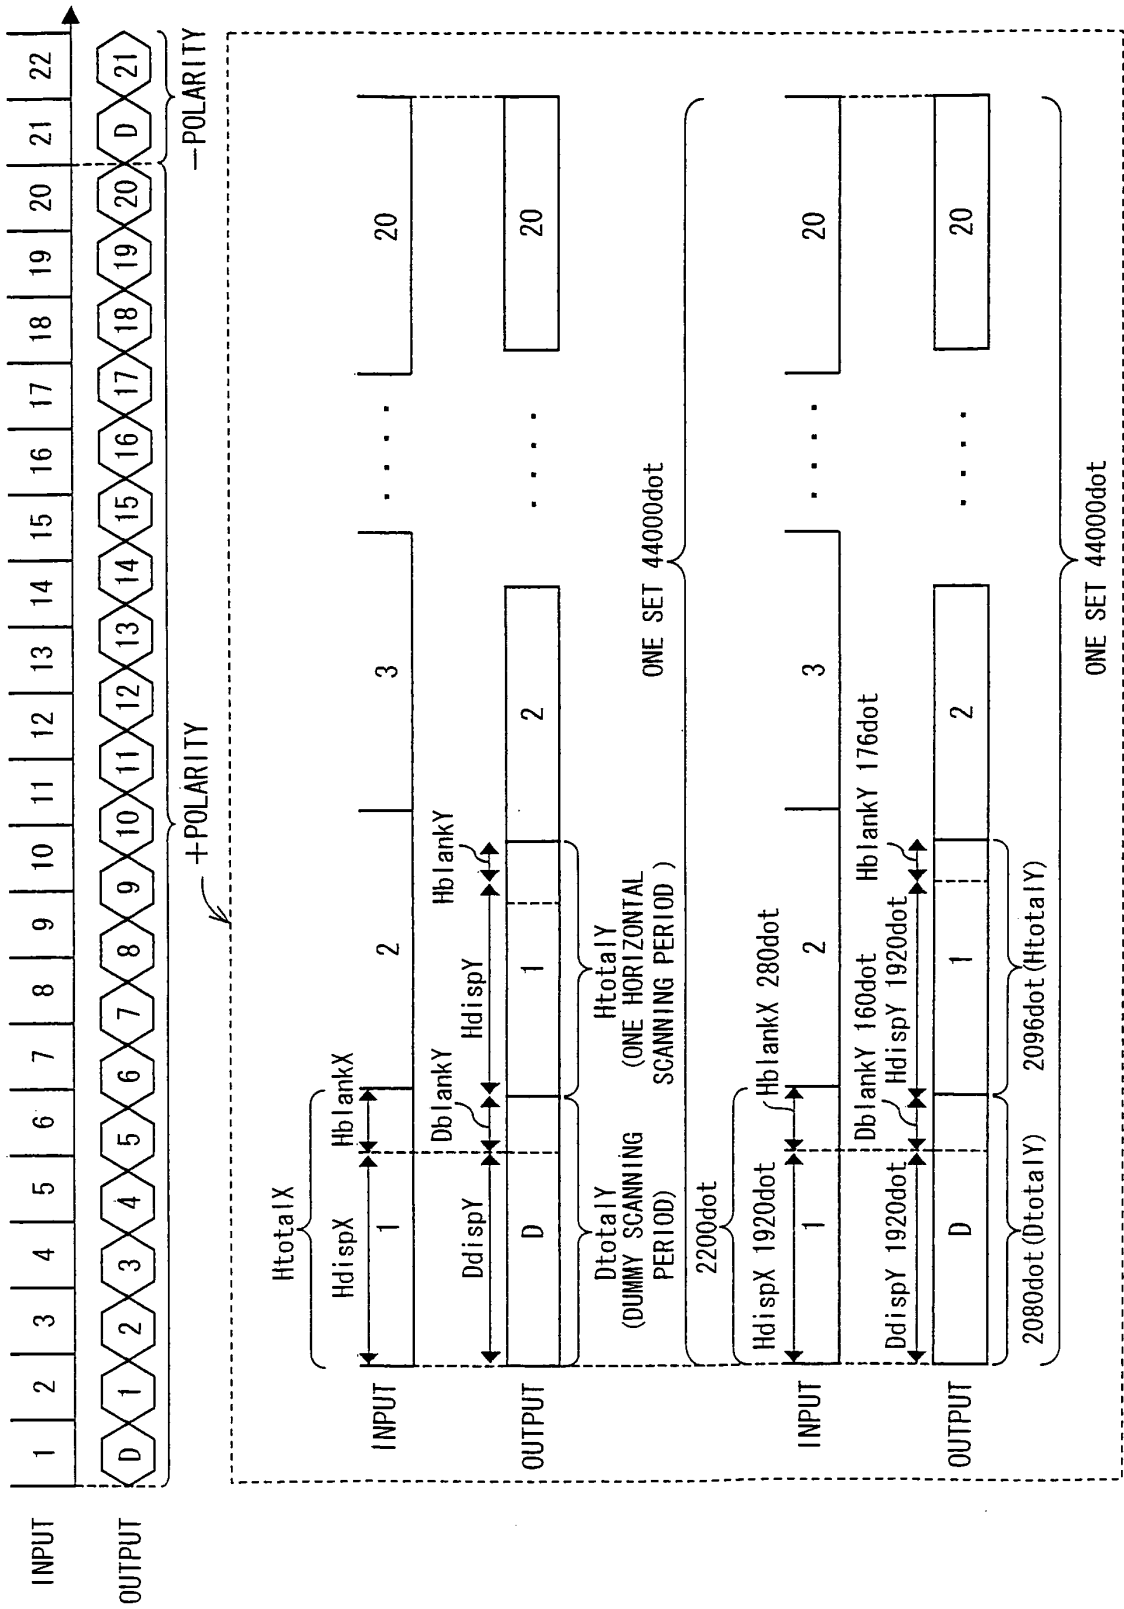 INPUT 1 2 3 4 5 6 7 8 9 10 11 12 13 14 15 16 17 18 19 20 21 22
OUTPUT D 1 2 3 4 5 6 7 8 9 10 11 12 13 14 15 16 17 18 19 20 D 21
+POLARITY
-POLARITY
HtotalX
HdispX HblankX
INPUT 1 2 3 . . . . 20
DdispY DblankY HdispY HblankY
OUTPUT D 1 2 . . . . 20
DtotalY
(DUMMY SCANNING
PERIOD)
HtotalY
(ONE HORIZONTAL
SCANNING PERIOD )
ONE SET 44000dot
2200dot
HdispX 1920dot HblankX 280dot
INPUT 1 2 3 . . . . 20
DdispY 1920dot DblankY 160dot
HdispY 1920dot HblankY 176dot
OUTPUT D 1 2 . . . . 20
2080dot(DtotalY) 2096dot(HtotalY)
ONE SET 44000dot